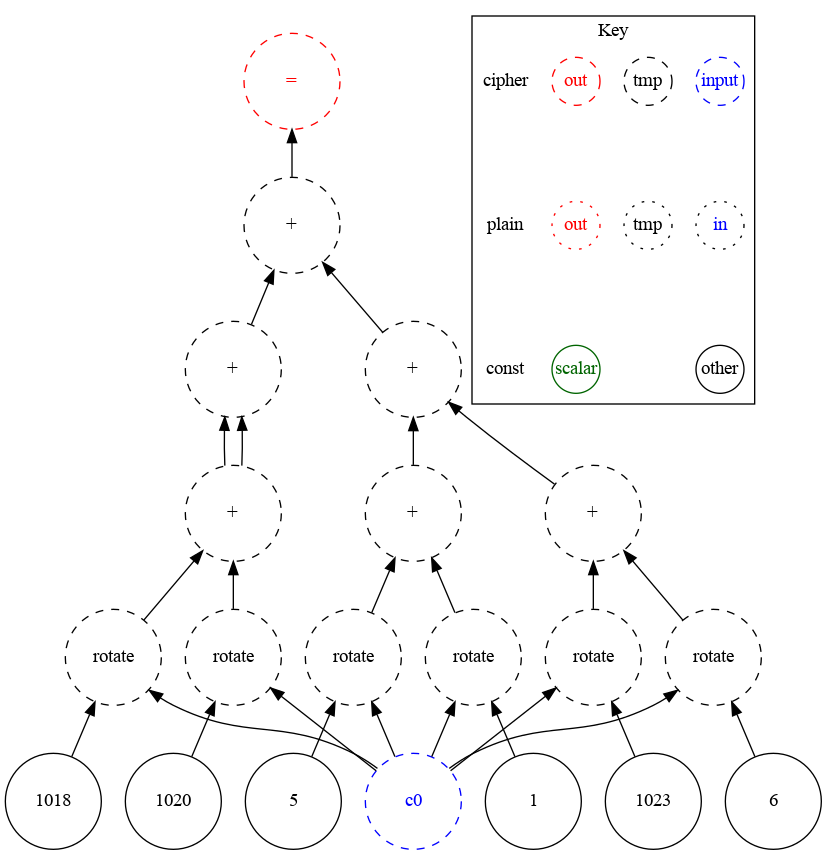 Key
cipher out tmp input
plain out tmp in
const scalar other
=
+
+ +
+ + +
rotate rotate rotate rotate rotate rotate
1018 1020 5 c0 1 1023 6